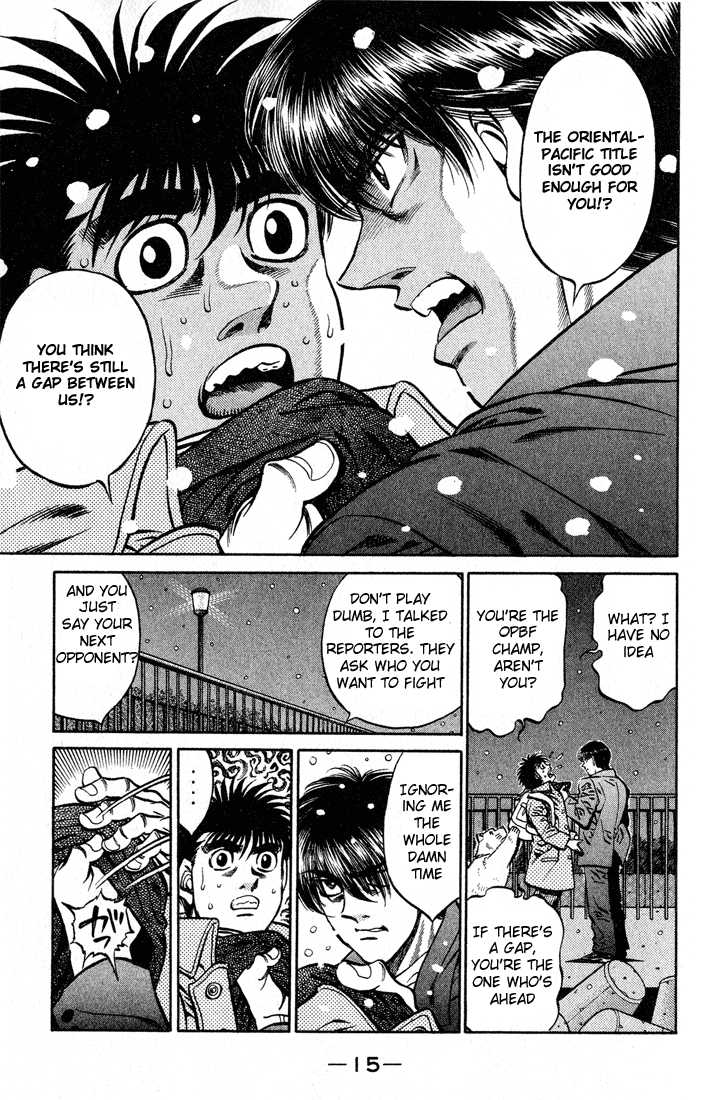 THE ORIENTAL-
PACIFIC TITLE
ISN'T GOOD
ENOUGH FOR
YOU!?
YOU THINK
THERE'S STILL
A GAP BETWEEN
US!?
WHAT? I
HAVE NO
IDEA
YOU'RE THE
OPBF
CHAMP,
AREN'T
YOU?
IF THERE'S
A GAP,
YOU'RE THE
ONE WHO'S
AHEAD
DON'T PLAY
DUMB, I TALKED
TO THE
REPORTERS. THEY
ASK WHO YOU
WANT TO FIGHT
AND YOU
JUST
SAY YOUR
NEXT
OPPONENT?
IGNOR-
ING ME
THE
WHOLE
DAMN
TIME
....
ガッ
—15—